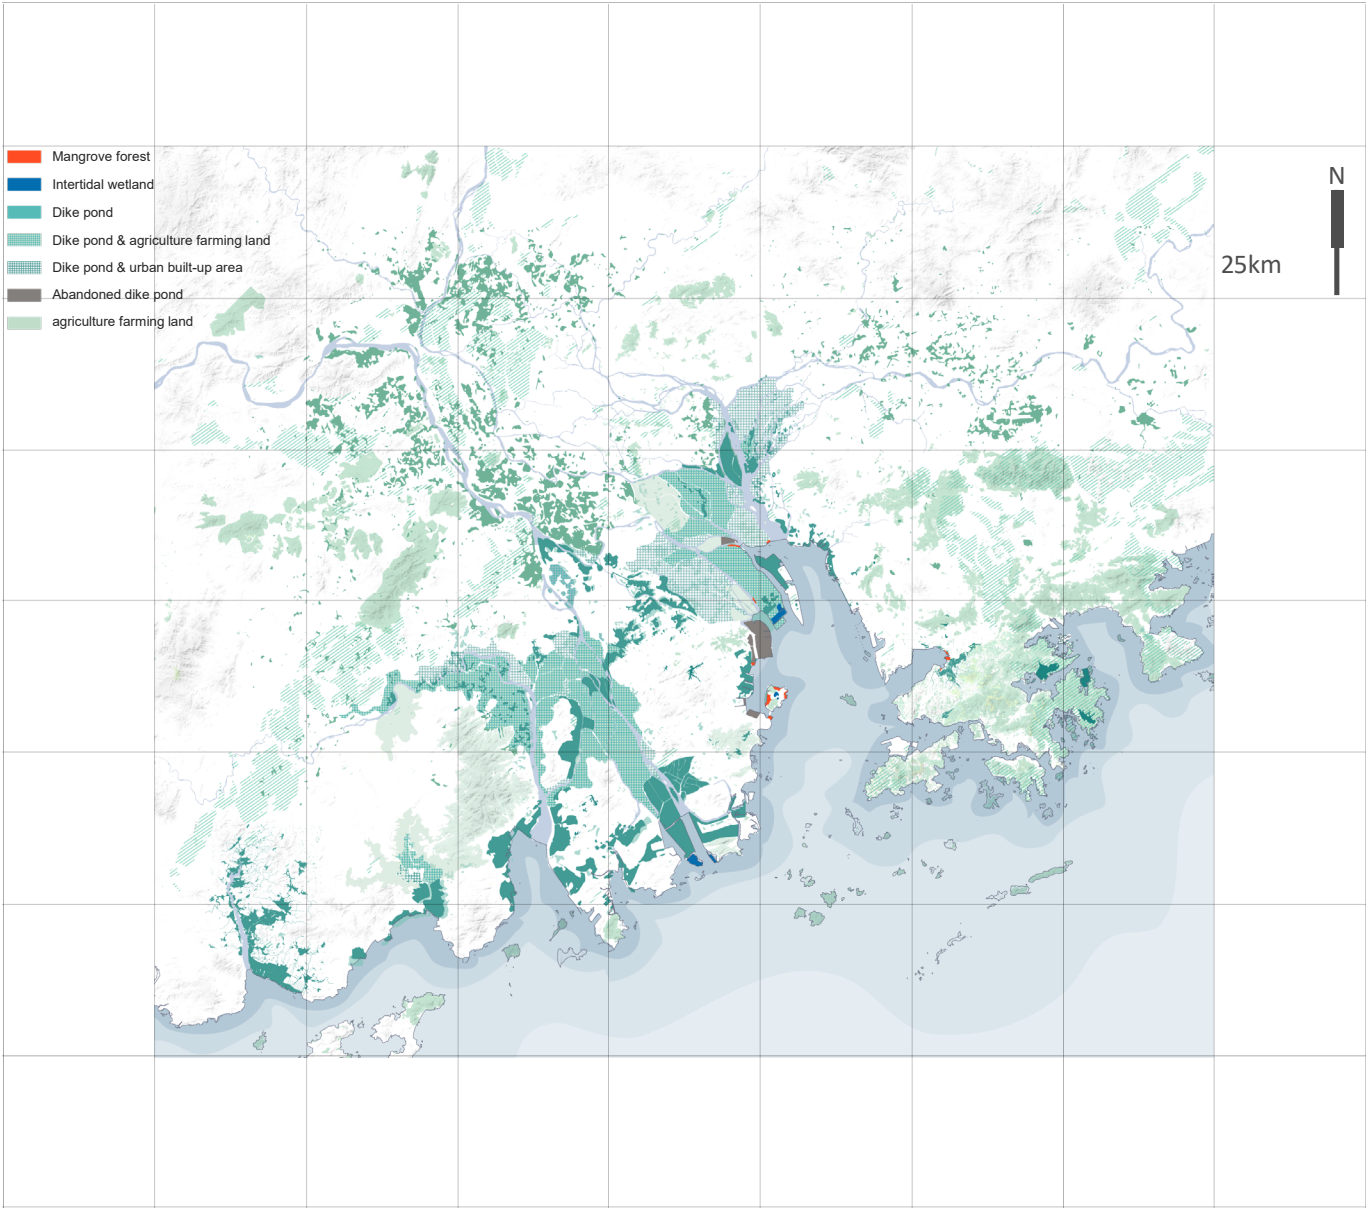 Mangrove forest
Intertidal wetland
Dike pond
Dike pond & agriculture farming land
Dike pond & urban built-up area
Abandoned dike pond
agriculture farming land
N
25km